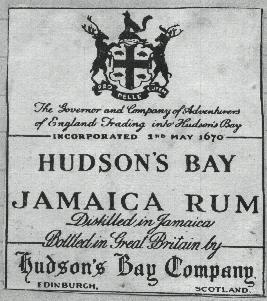 PRO PELLE CUTEM
The Governor and Company of Adventurers
of England Trading into Hudson's Bay
INCORPORATED 2ND MAY 1670
HUDSON'S BAY
JAMAICA RUM
Distilled in Jamaica
Bottled in Great Britain by
Hudson's Bay Company.
EDINBURGH, SCOTLAND.